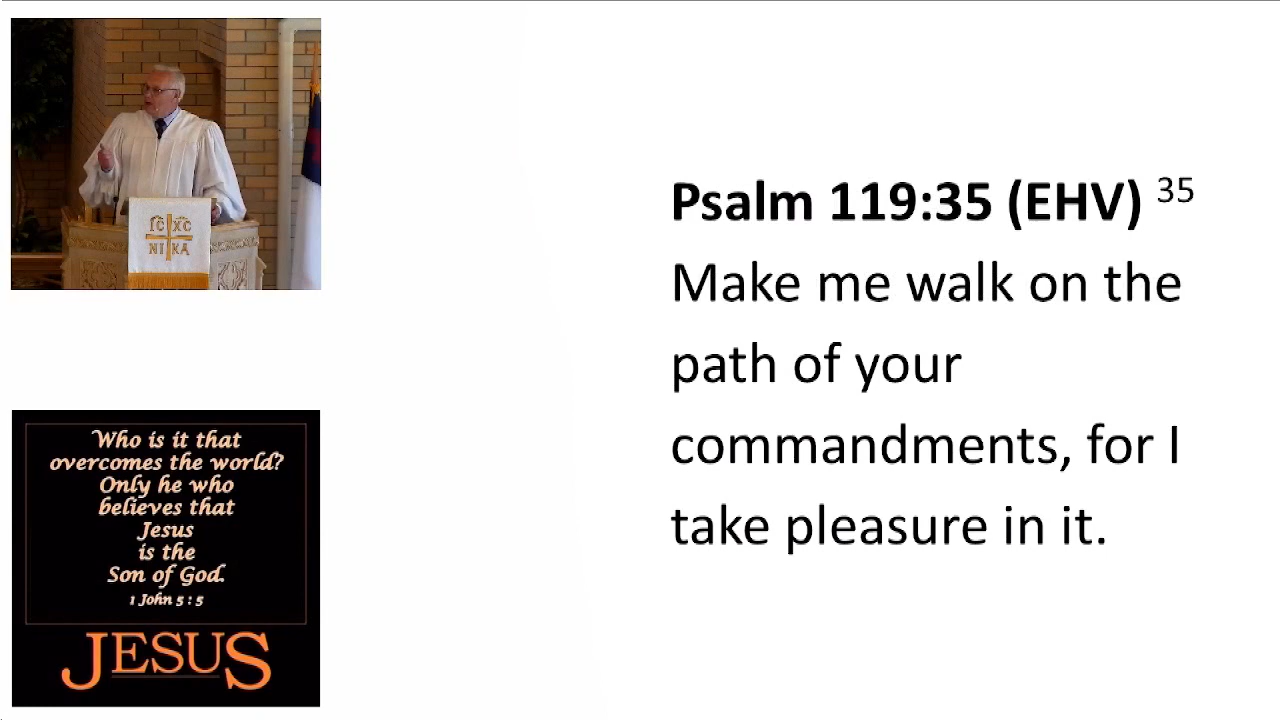 IC XC
NI KA
Who is it that
overcomes the world?
Only he who
believes that
Jesus
is the
Son of God.
1 John 5 : 5
JESUS
Psalm 119:35 (EHV) 35
Make me walk on the
path of your
commandments, for I
take pleasure in it.